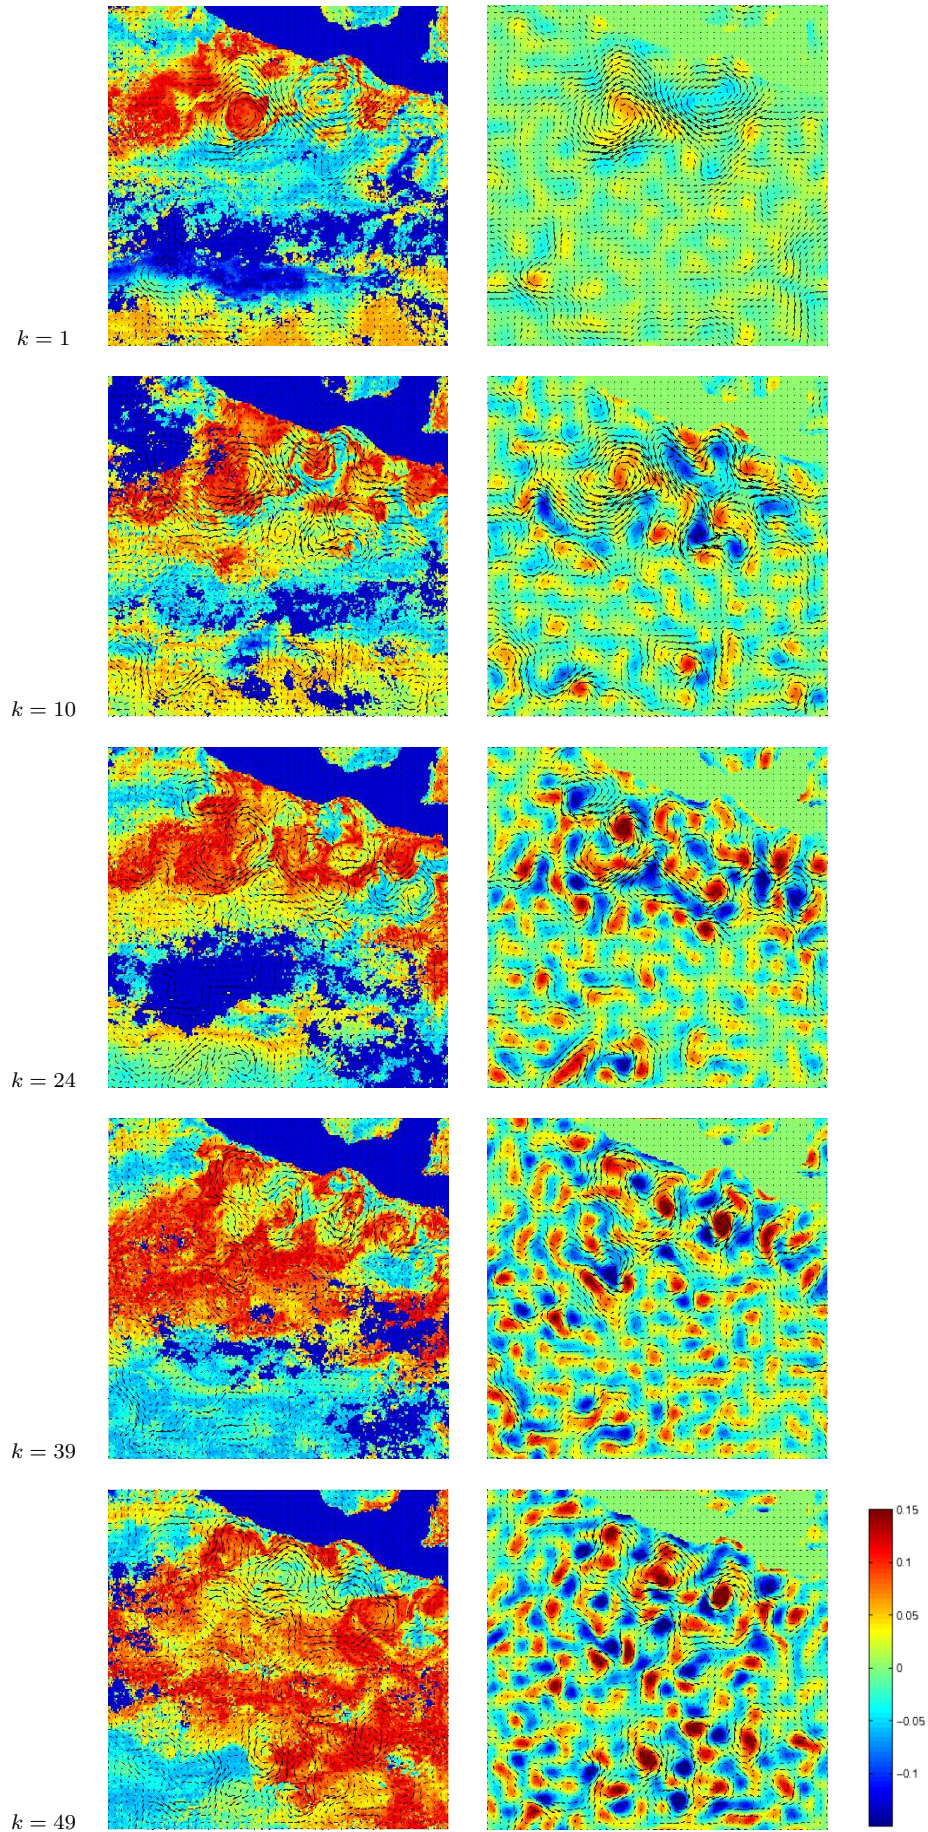 k = 1
k = 10
k = 24
k = 39
k = 49
0.15
0.1
0.05
0
−0.05
−0.1